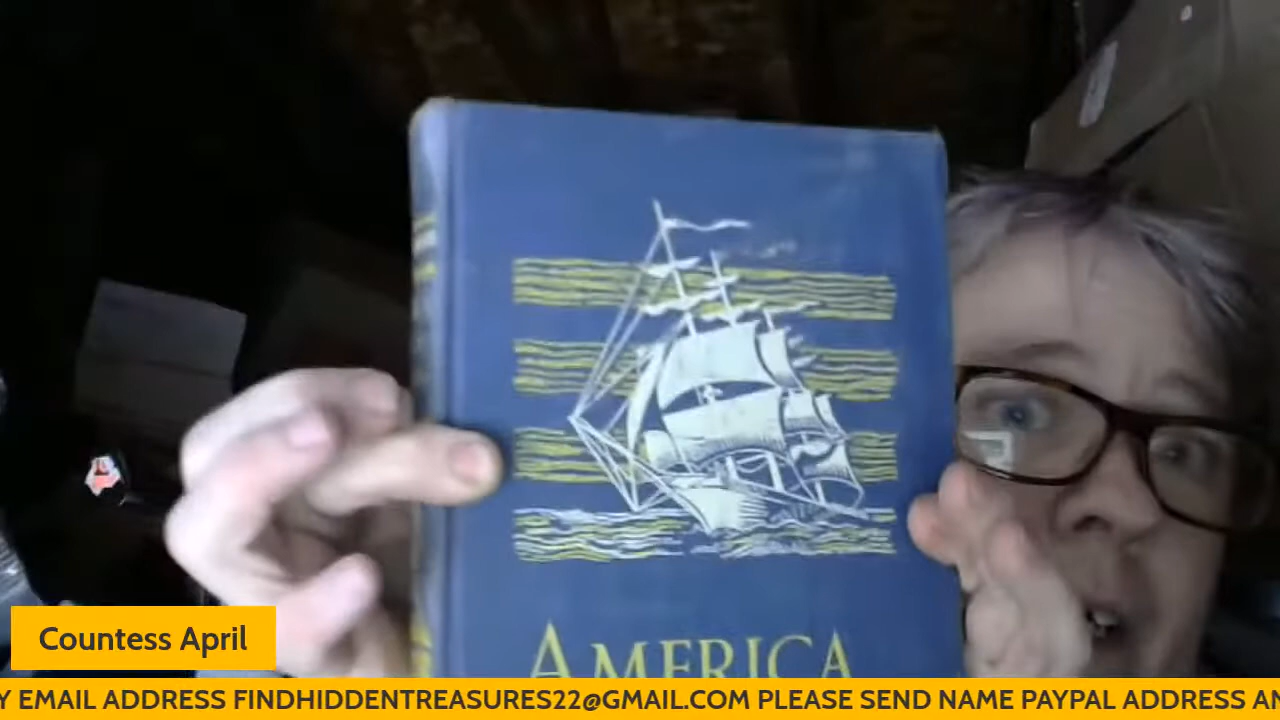 AMERICA
Countess April
Y EMAIL ADDRESS FINDHIDDENTREASURES22@GMAIL.COM PLEASE SEND NAME PAYPAL ADDRESS AN